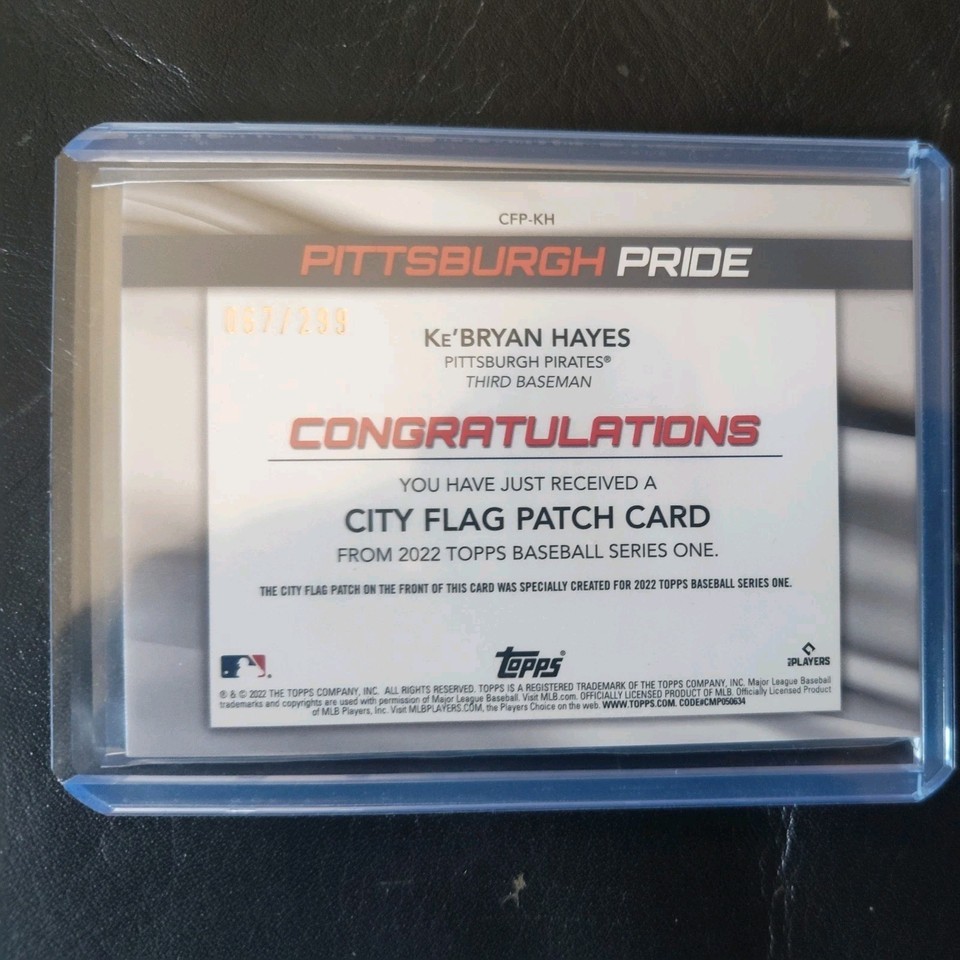 CFP-KH
PITTSBURGH PRIDE
067/299
KE'BRYAN HAYES
PITTSBURGH PIRATES®
THIRD BASEMAN
CONGRATULATIONS
YOU HAVE JUST RECEIVED A
CITY FLAG PATCH CARD
FROM 2022 TOPPS BASEBALL SERIES ONE.
THE CITY FLAG PATCH ON THE FRONT OF THIS CARD WAS SPECIALLY CREATED FOR 2022 TOPPS BASEBALL SERIES ONE.
topps®
PLAYERS
® & © 2022 THE TOPPS COMPANY, INC. ALL RIGHTS RESERVED. TOPPS IS A REGISTERED TRADEMARK OF THE TOPPS COMPANY, INC. Major League Baseball
trademarks and copyrights are used with permission of Major League Baseball. Visit MLB.com. OFFICIALLY LICENSED PRODUCT OF MLB. Officially Licensed Product
of MLB Players, Inc. Visit MLBPLAYERS.COM, the Players Choice on the web. WWW.TOPPS.COM. CODE#CMP050634